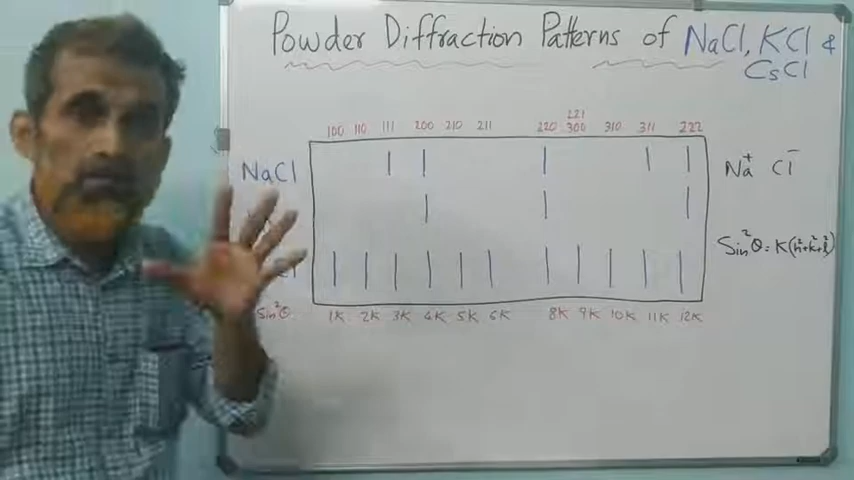 Powder Diffraction Patterns of NaCl, KCl &
CsCl
221
100 110 111 200 210 211 220 300 310 311 222
NaCl
Na⁺ Cl⁻
Sin²θ=K(h²+k²+l²)
Sin²θ 1K 2K 3K 4K 5K 6K 8K 9K 10K 11K 12K